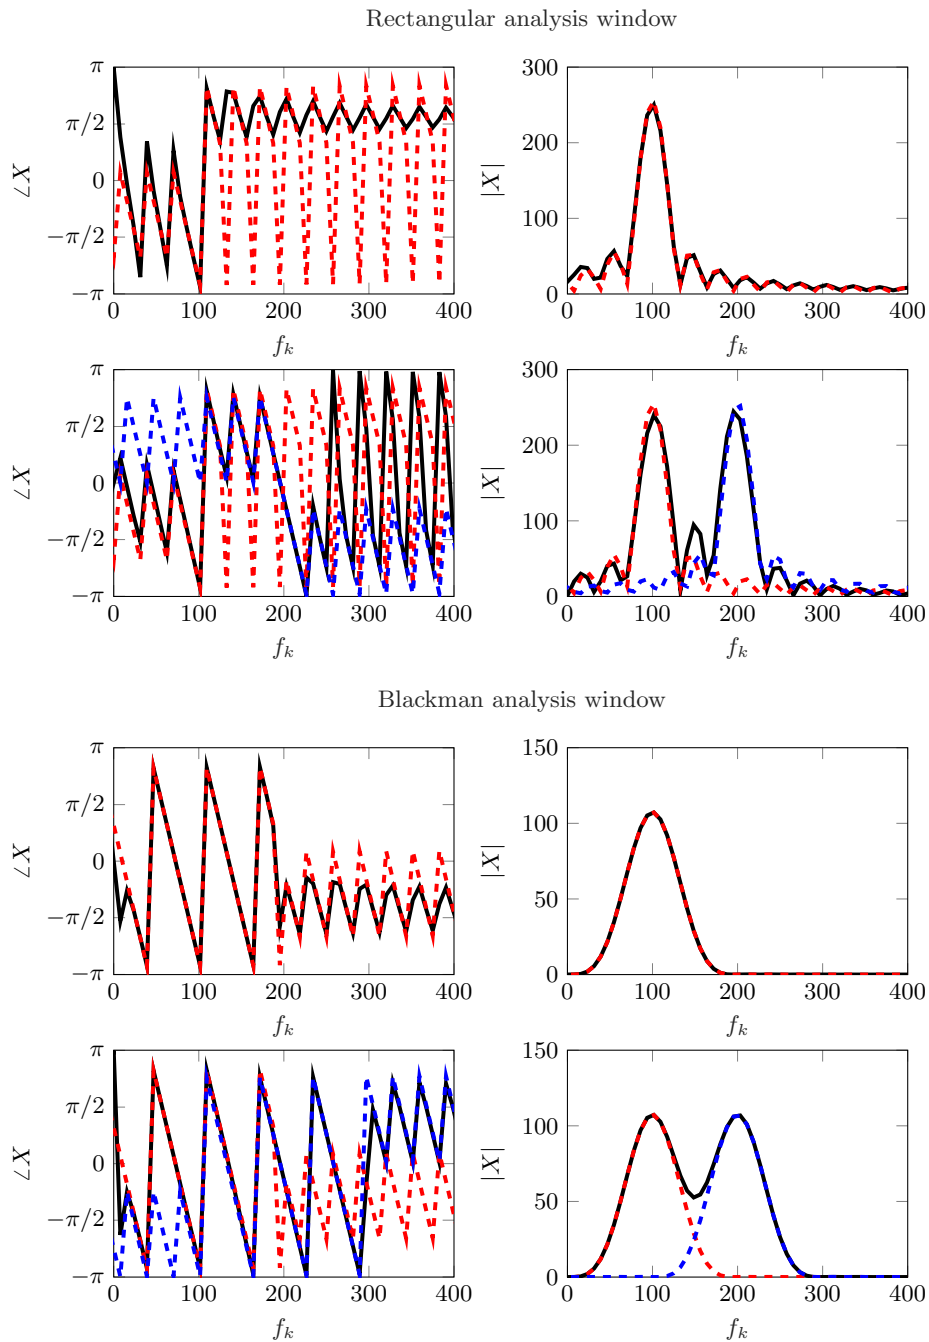 Rectangular analysis window
π
π/2
0
−π/2
−π
∠X
0 100 200 300 400
f_k
300
200
100
0
|X|
0 100 200 300 400
f_k
π
π/2
0
−π/2
−π
∠X
0 100 200 300 400
f_k
300
200
100
0
|X|
0 100 200 300 400
f_k
Blackman analysis window
π
π/2
0
−π/2
−π
∠X
0 100 200 300 400
f_k
150
100
50
0
|X|
0 100 200 300 400
f_k
π
π/2
0
−π/2
−π
∠X
0 100 200 300 400
f_k
150
100
50
0
|X|
0 100 200 300 400
f_k